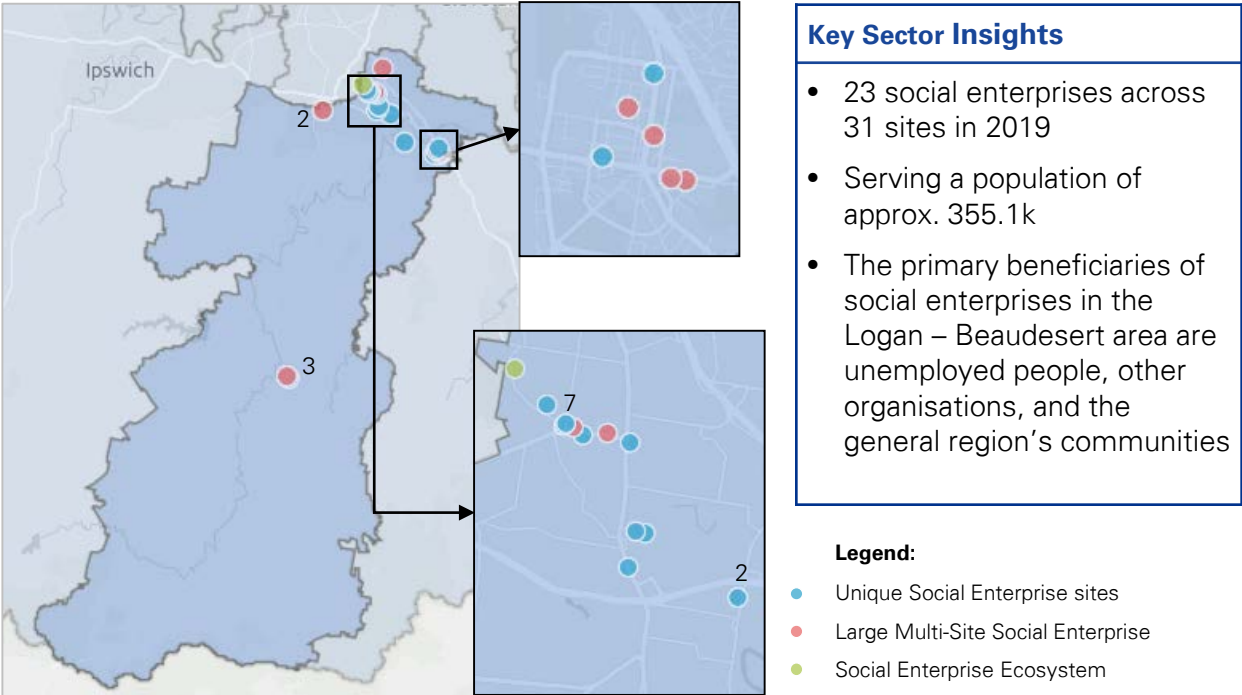 Ipswich
2
3
7
2
Key Sector Insights
• 23 social enterprises across
31 sites in 2019
• Serving a population of
approx. 355.1k
• The primary beneficiaries of
social enterprises in the
Logan – Beaudesert area are
unemployed people, other
organisations, and the
general region's communities
Legend:
Unique Social Enterprise sites
Large Multi-Site Social Enterprise
Social Enterprise Ecosystem